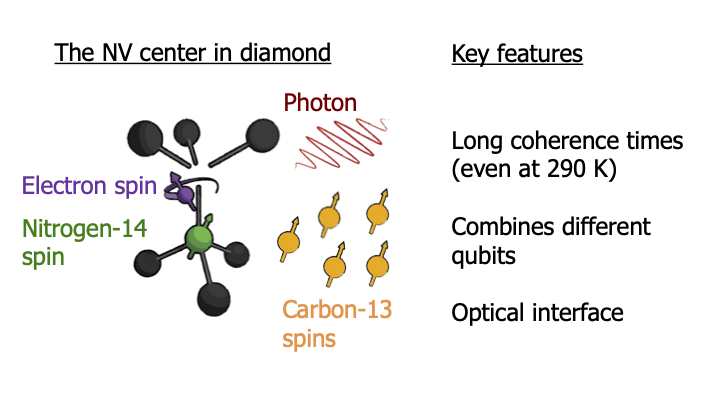 The NV center in diamond
Key features
Photon
Long coherence times
(even at 290 K)
Electron spin
Nitrogen-14
spin
Combines different
qubits
Carbon-13
spins
Optical interface